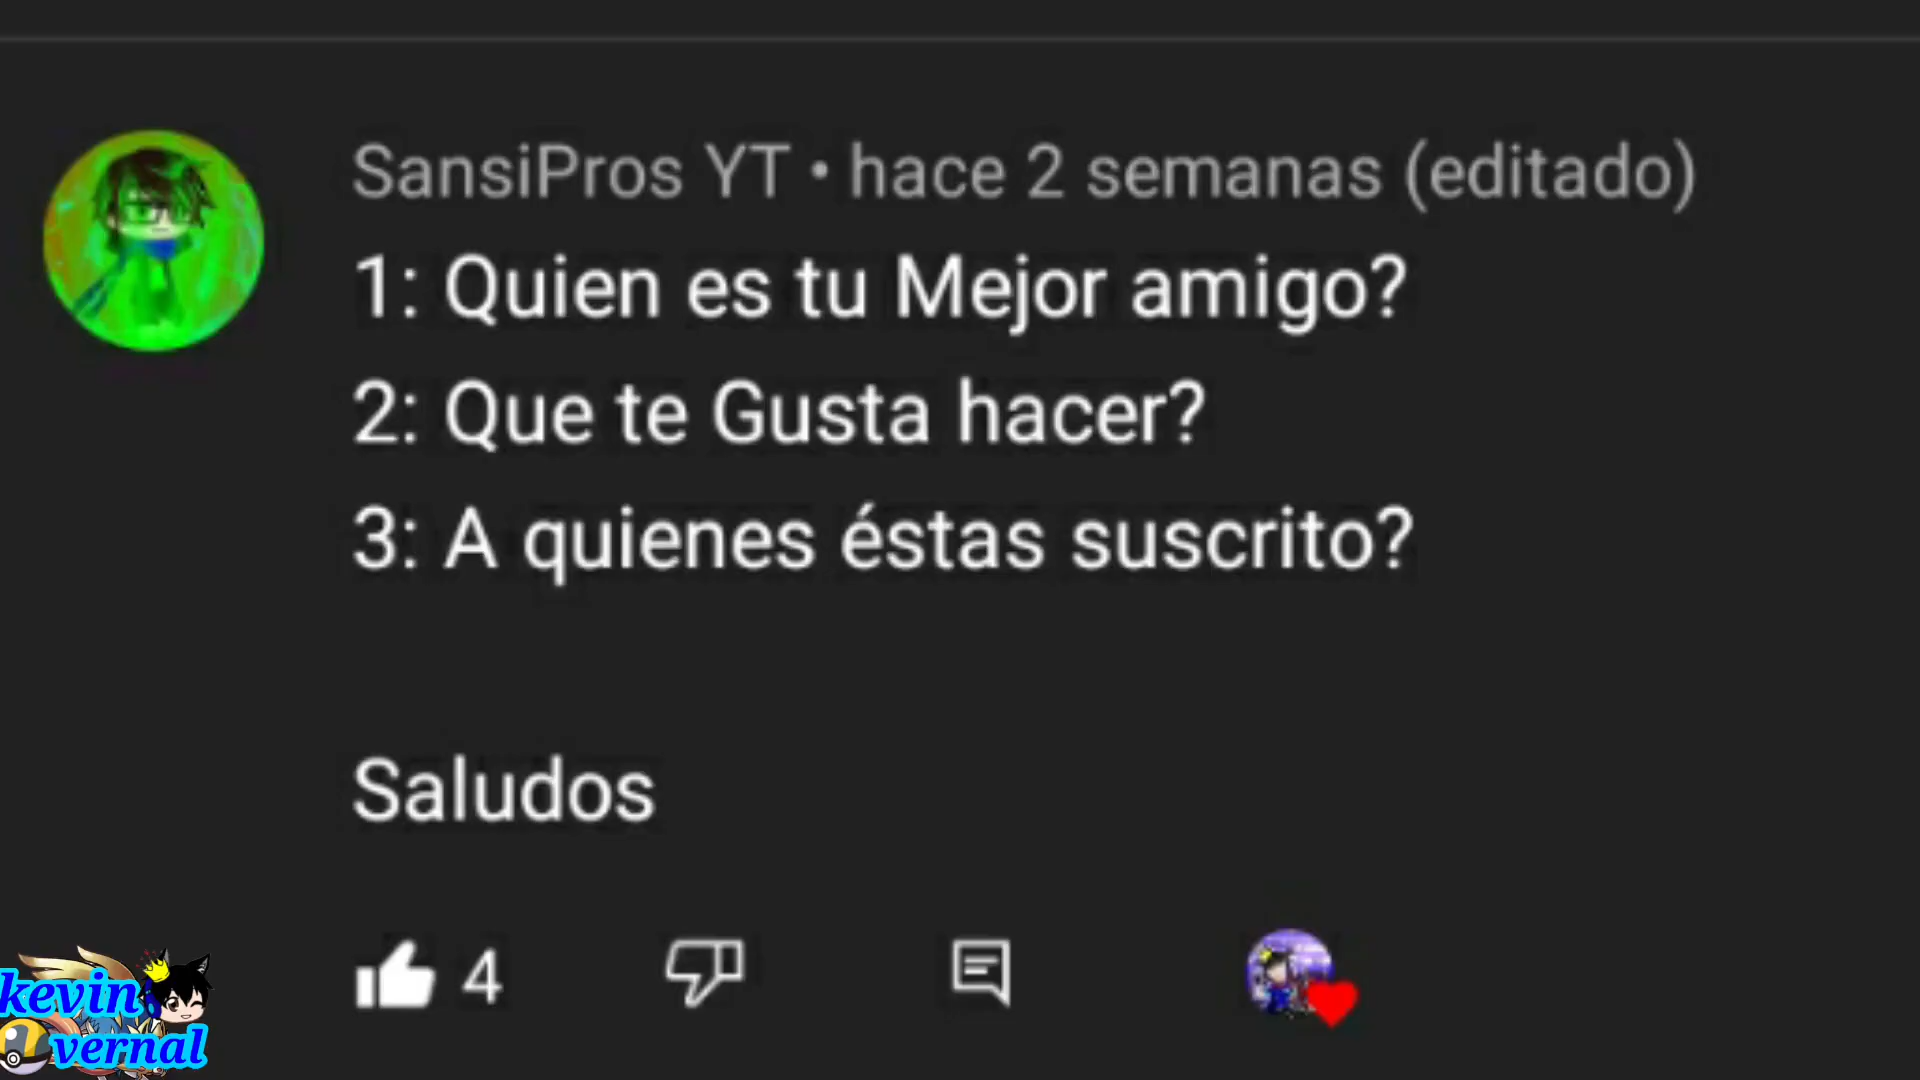 SansiPros YT • hace 2 semanas (editado)
1: Quien es tu Mejor amigo?
2: Que te Gusta hacer?
3: A quienes éstas suscrito?
Saludos
4
kevin
vernal